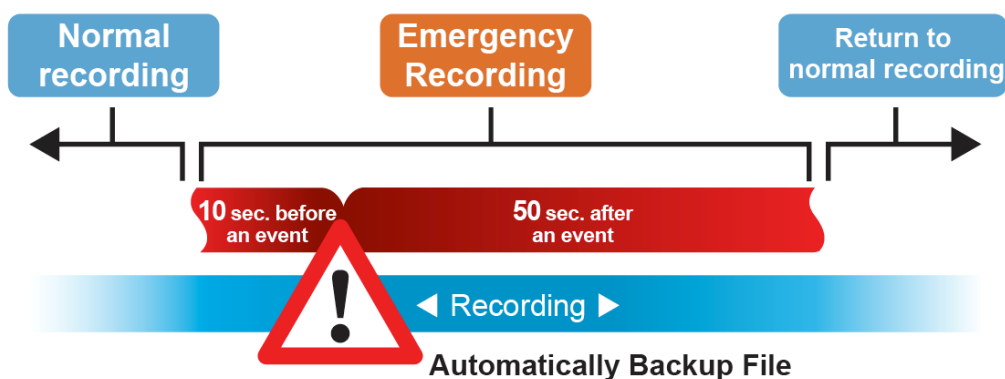 Normal
recording
Emergency
Recording
Return to
normal recording
10 sec. before
an event
50 sec. after
an event
!
Recording
Automatically Backup File